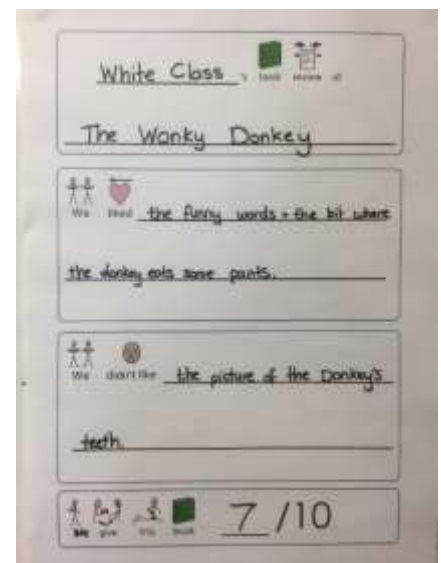 White Class 's book review of
The Wonky Donkey
We liked the funny words + the bit where
the donkey eats some pants.
We didn't like the picture of the Donkey's
teeth.
We give this book 7/10